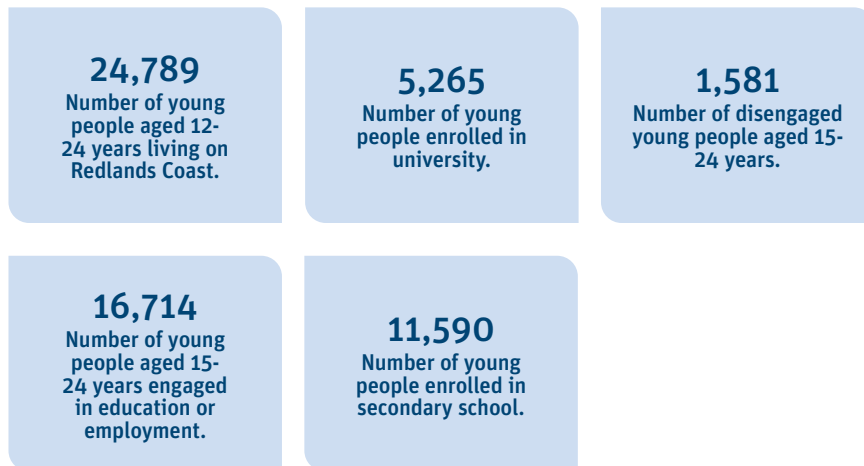 24,789
Number of young
people aged 12-
24 years living on
Redlands Coast.
5,265
Number of young
people enrolled in
university.
1,581
Number of disengaged
young people aged 15-
24 years.
16,714
Number of young
people aged 15-
24 years engaged
in education or
employment.
11,590
Number of young
people enrolled in
secondary school.